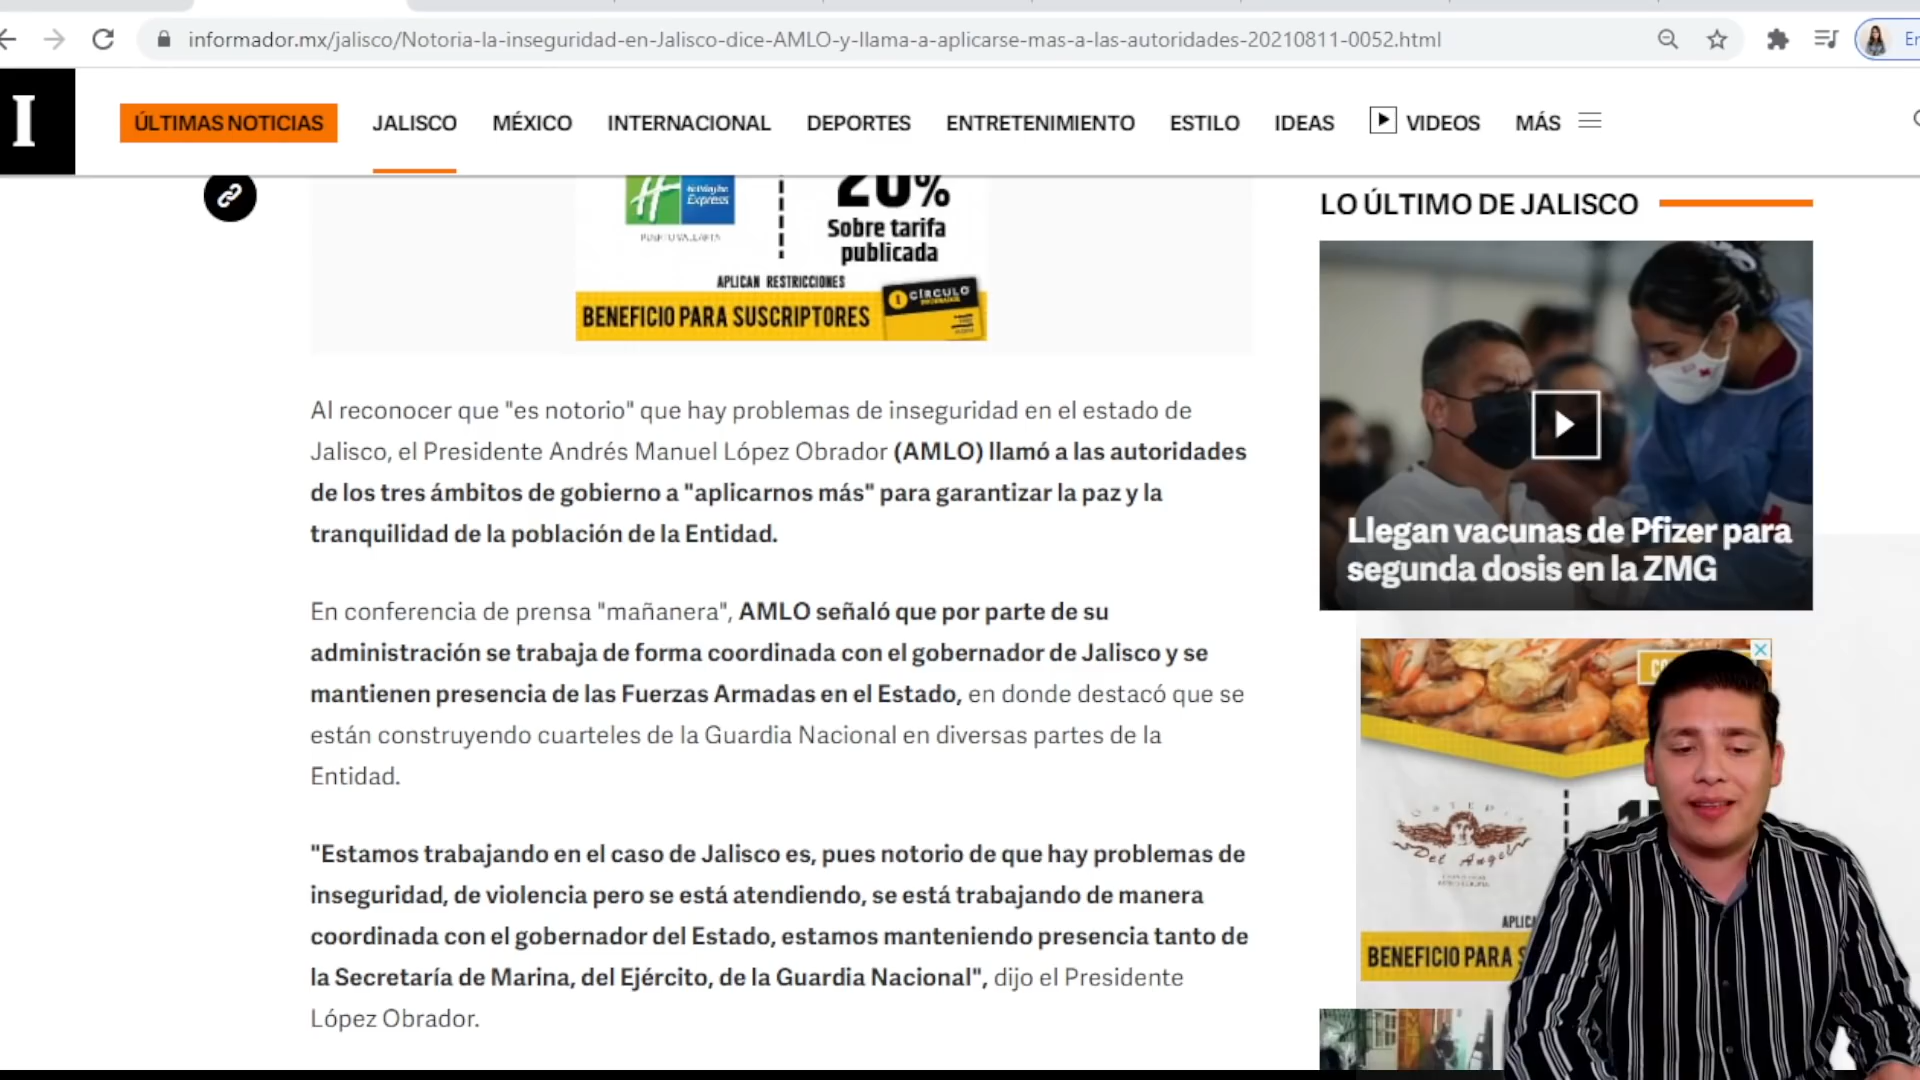 informador.mx/jalisco/Notoria-la-inseguridad-en-Jalisco-dice-AMLO-y-llama-a-aplicarse-mas-a-las-autoridades-20210811-0052.html
I
ÚLTIMAS NOTICIAS
JALISCO
MÉXICO
INTERNACIONAL
DEPORTES
ENTRETENIMIENTO
ESTILO
IDEAS
VIDEOS
MÁS
H
Holiday Inn
Express
PUERTO VALLARTA
20%
Sobre tarifa
publicada
APLICAN RESTRICCIONES
BENEFICIO PARA SUSCRIPTORES
CÍRCULO
INFORMADOR
Al reconocer que "es notorio" que hay problemas de inseguridad en el estado de
Jalisco, el Presidente Andrés Manuel López Obrador (AMLO) llamó a las autoridades
de los tres ámbitos de gobierno a "aplicarnos más" para garantizar la paz y la
tranquilidad de la población de la Entidad.
En conferencia de prensa "mañanera", AMLO señaló que por parte de su
administración se trabaja de forma coordinada con el gobernador de Jalisco y se
mantienen presencia de las Fuerzas Armadas en el Estado, en donde destacó que se
están construyendo cuarteles de la Guardia Nacional en diversas partes de la
Entidad.
"Estamos trabajando en el caso de Jalisco es, pues notorio de que hay problemas de
inseguridad, de violencia pero se está atendiendo, se está trabajando de manera
coordinada con el gobernador del Estado, estamos manteniendo presencia tanto de
la Secretaría de Marina, del Ejército, de la Guardia Nacional", dijo el Presidente
López Obrador.
LO ÚLTIMO DE JALISCO
Llegan vacunas de Pfizer para
segunda dosis en la ZMG
Del Angel
BENEFICIO PARA S